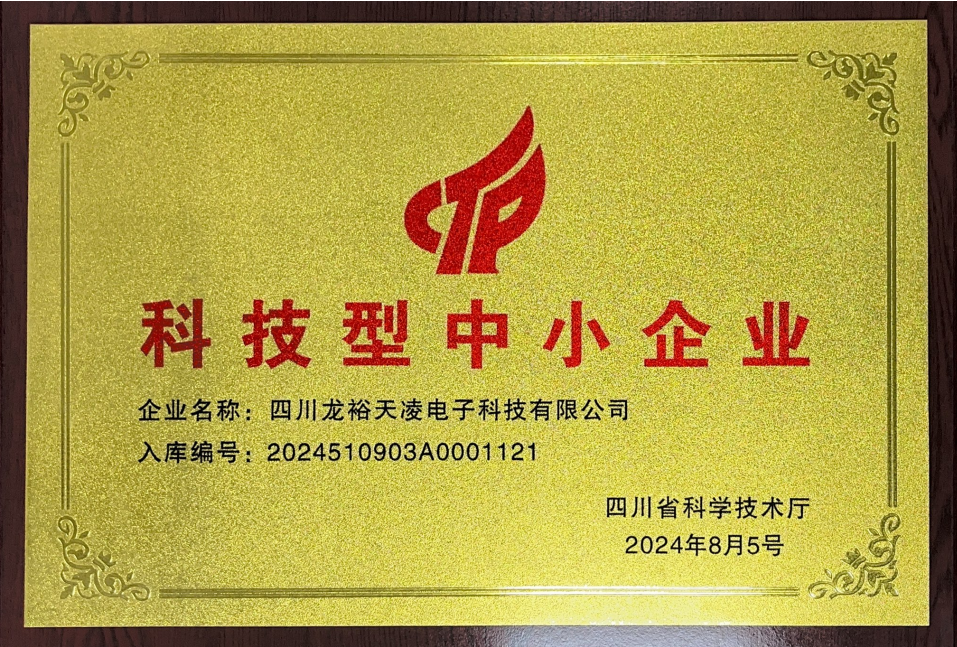 科技型中小企业
企业名称：四川龙裕天凌电子科技有限公司
入库编号：2024510903A0001121
四川省科学技术厅
2024年8月5号